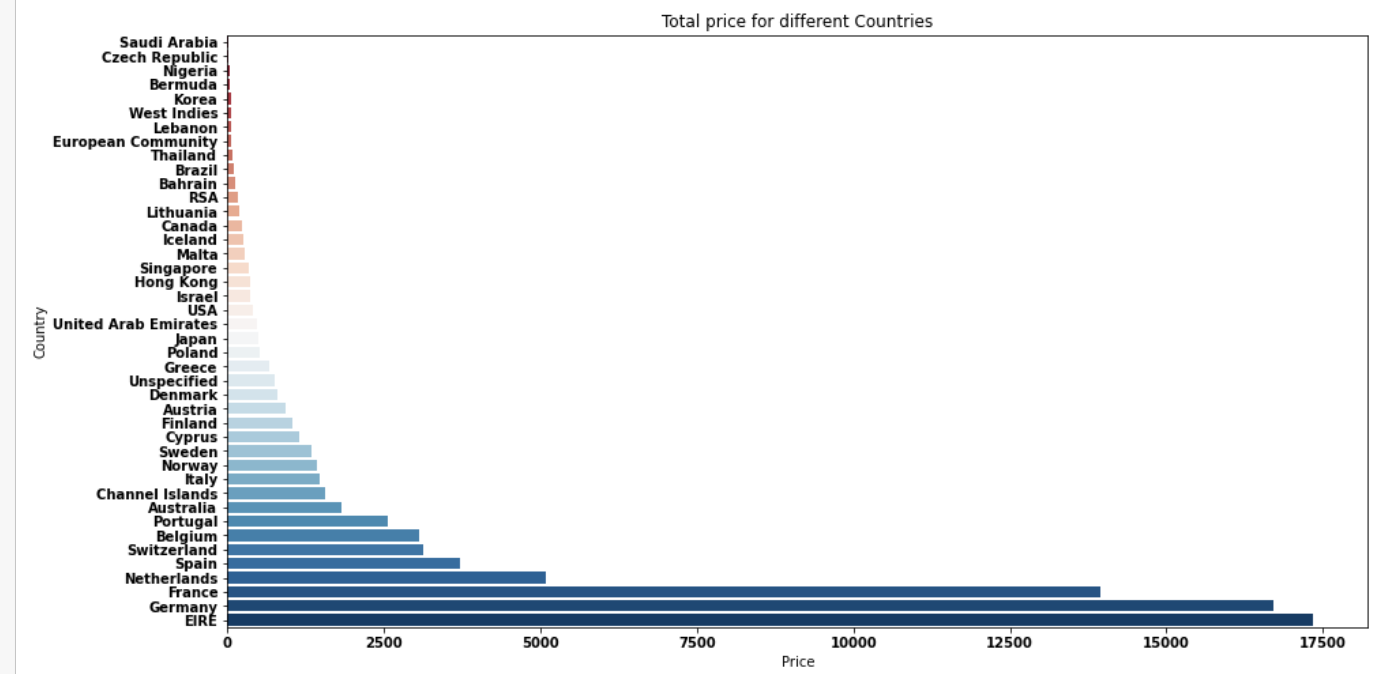 Total price for different Countries
Saudi Arabia
Czech Republic
Nigeria
Bermuda
Korea
West Indies
Lebanon
European Community
Thailand
Brazil
Bahrain
RSA
Lithuania
Canada
Iceland
Malta
Singapore
Hong Kong
Israel
USA
United Arab Emirates
Japan
Poland
Greece
Unspecified
Denmark
Austria
Finland
Cyprus
Sweden
Norway
Italy
Channel Islands
Australia
Portugal
Belgium
Switzerland
Spain
Netherlands
France
Germany
EIRE
Country
0 2500 5000 7500 10000 12500 15000 17500
Price